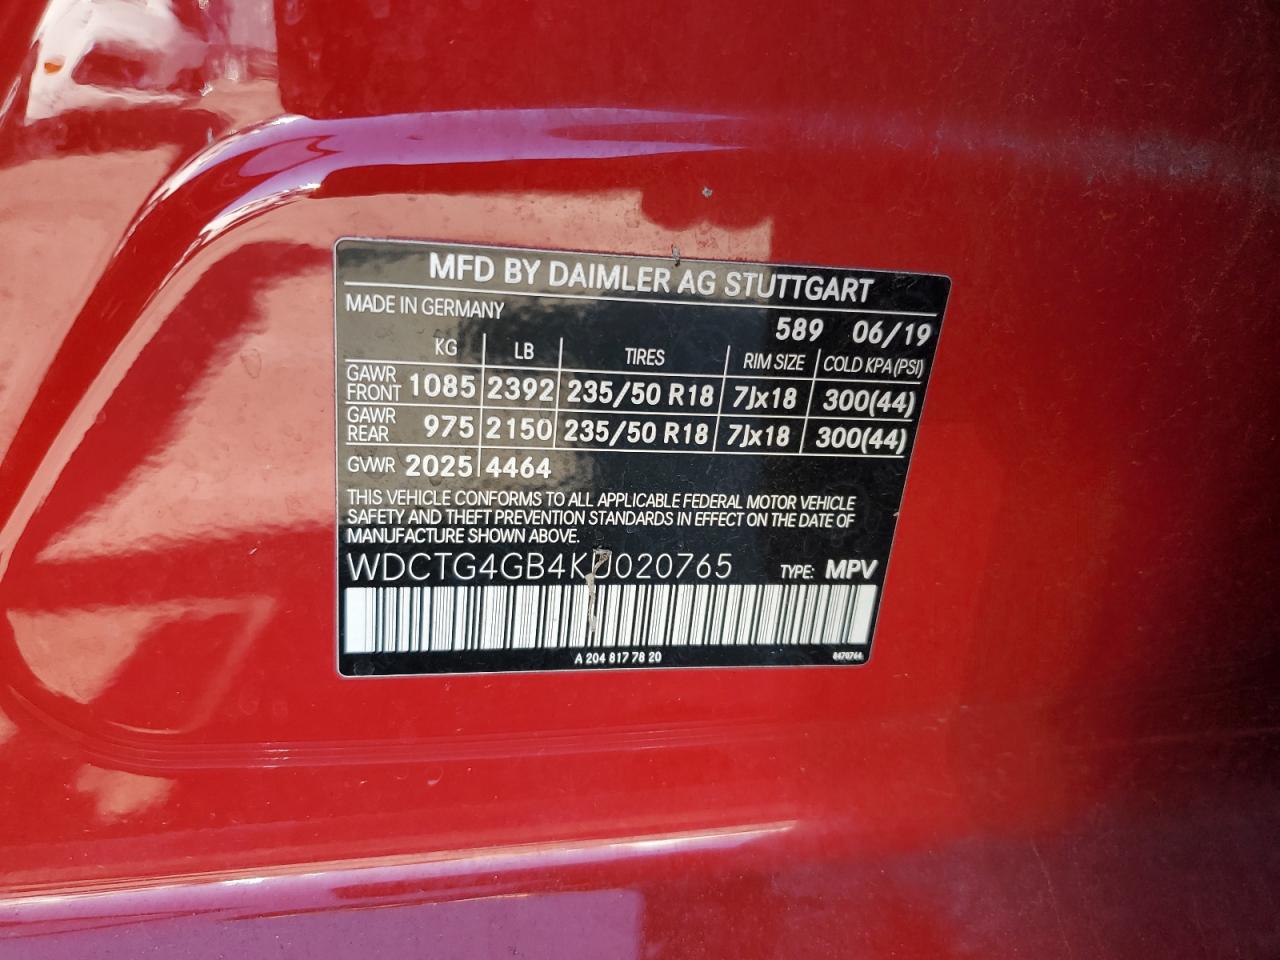 MFD BY DAIMLER AG STUTTGART
MADE IN GERMANY
589 06/19
KG LB TIRES RIM SIZE COLD KPA (PSI)
GAWR FRONT 1085 2392 235/50 R18 7Jx18 300(44)
GAWR REAR 975 2150 235/50 R18 7Jx18 300(44)
GVWR 2025 4464
THIS VEHICLE CONFORMS TO ALL APPLICABLE FEDERAL MOTOR VEHICLE
SAFETY AND THEFT PREVENTION STANDARDS IN EFFECT ON THE DATE OF
MANUFACTURE SHOWN ABOVE.
WDCTG4GB4KU020765 TYPE: MPV
A 204 817 78 20 8470764